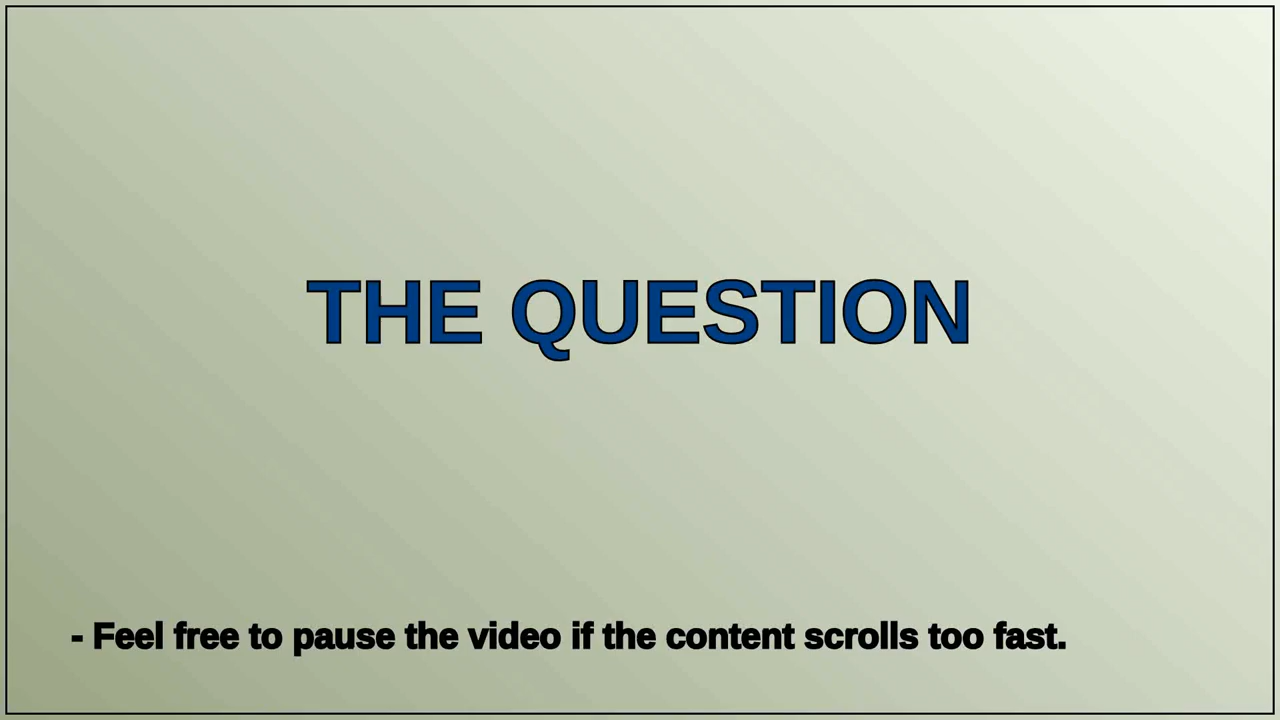 THE QUESTION
- Feel free to pause the video if the content scrolls too fast.